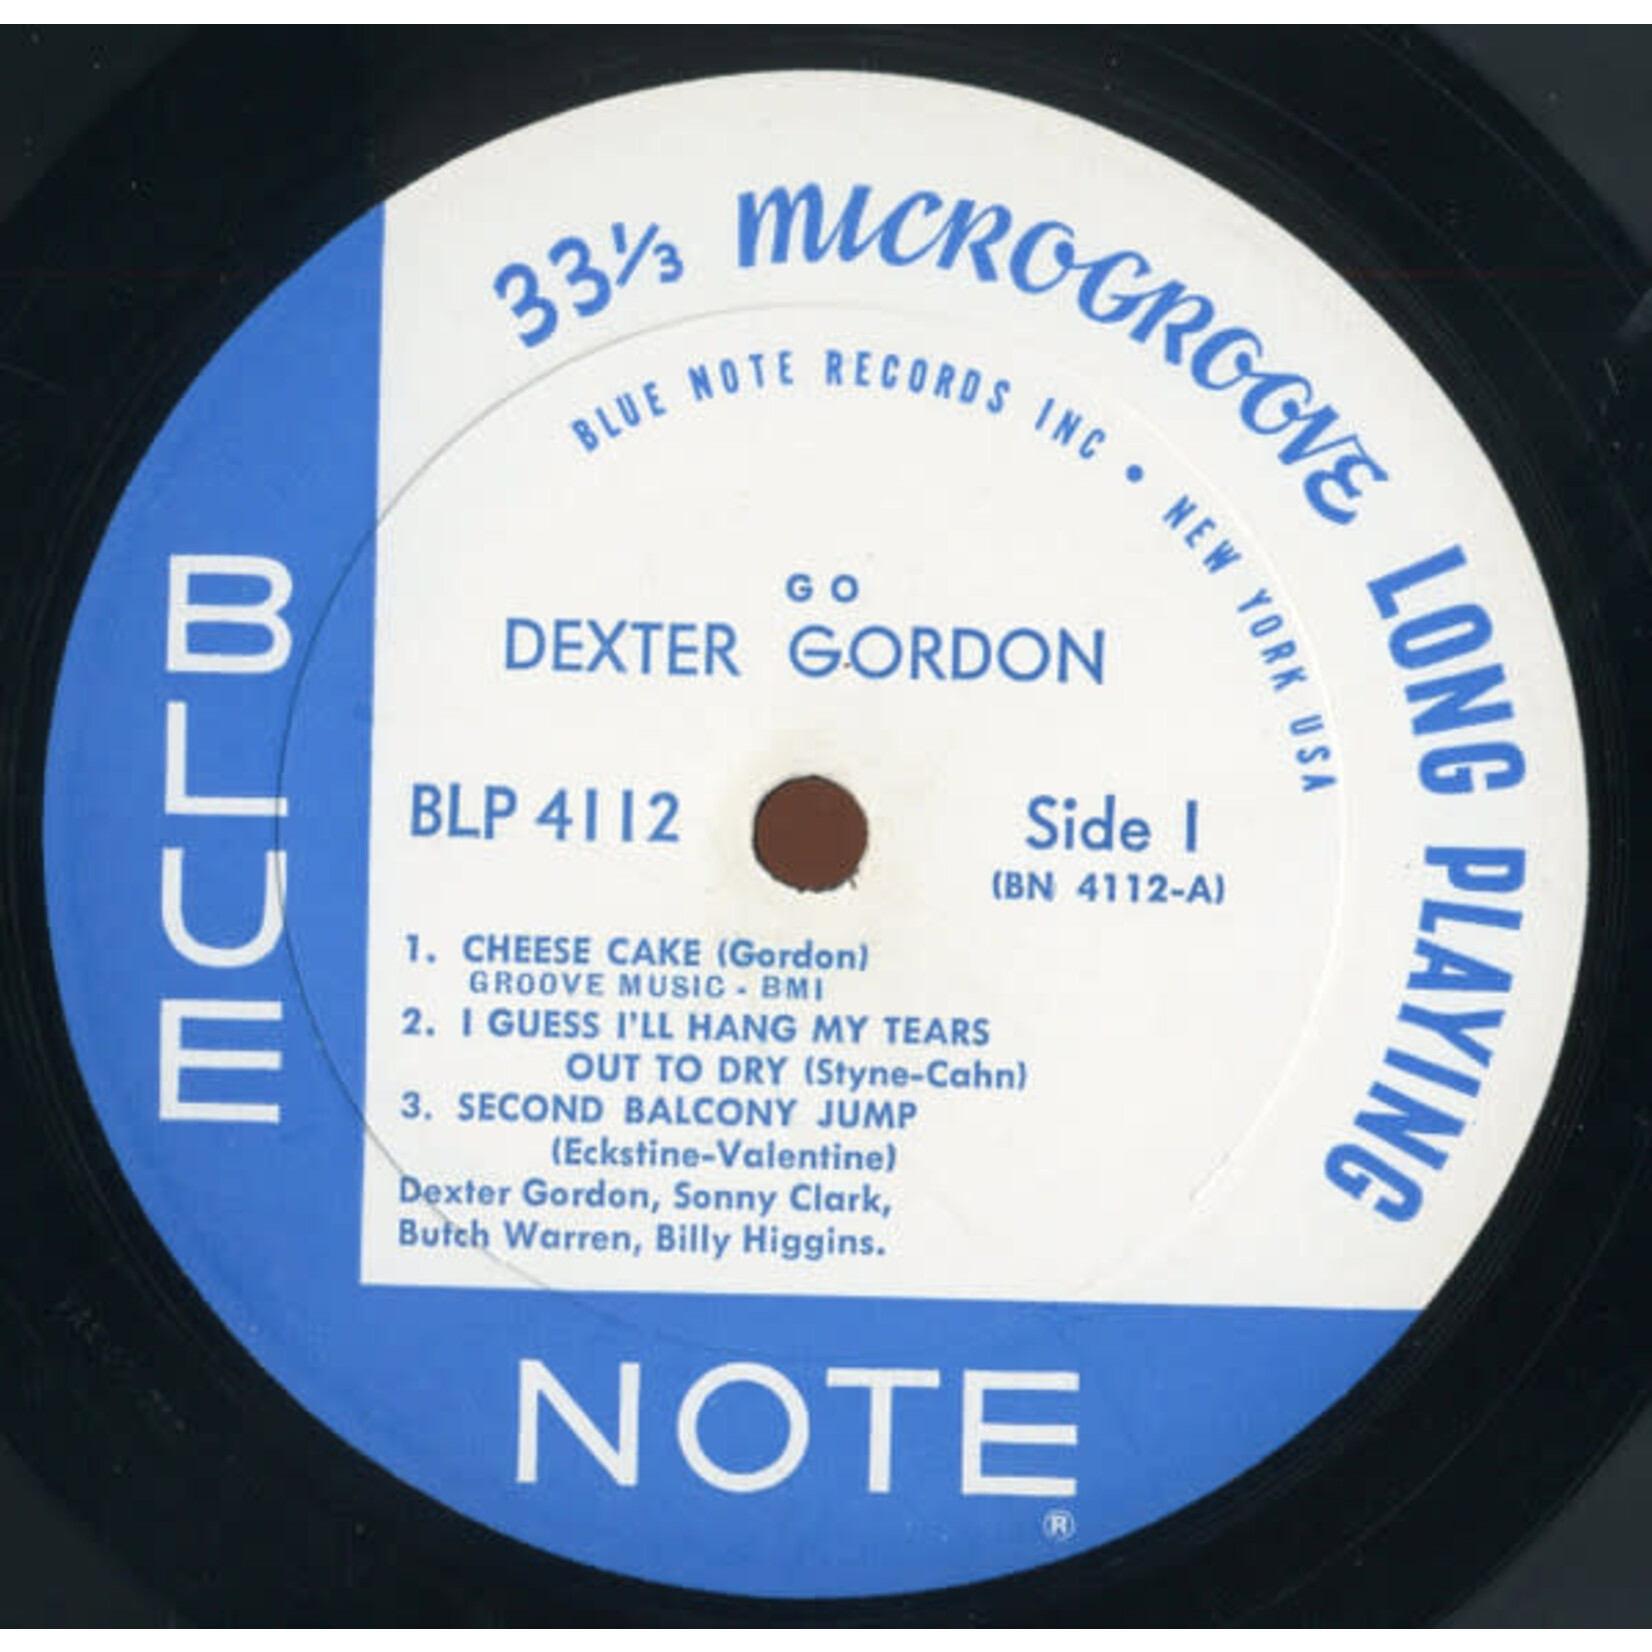 33⅓ MICROGROOVE LONG PLAYING
BLUE NOTE RECORDS INC • NEW YORK USA
GO
DEXTER GORDON
BLP 4112
Side 1
(BN 4112-A)
1. CHEESE CAKE (Gordon)
GROOVE MUSIC - BMI
2. I GUESS I'LL HANG MY TEARS
OUT TO DRY (Styne-Cahn)
3. SECOND BALCONY JUMP
(Eckstine-Valentine)
Dexter Gordon, Sonny Clark,
Butch Warren, Billy Higgins.
BLUE
NOTE
®